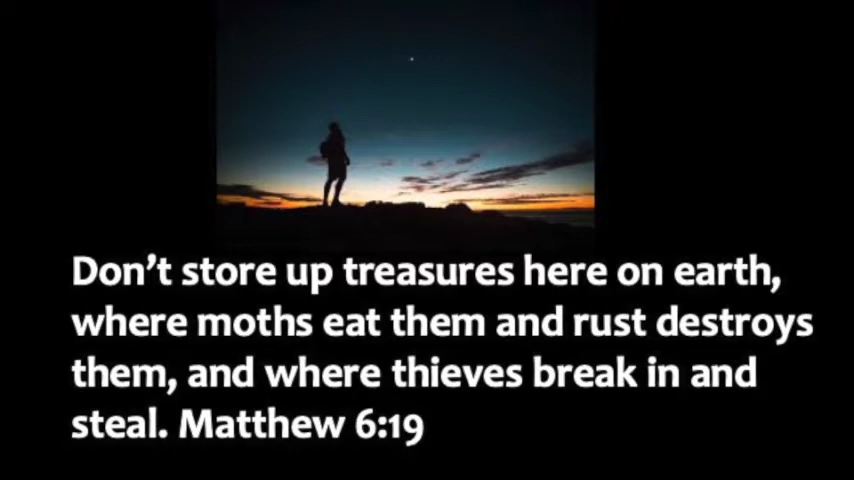 Don’t store up treasures here on earth,
where moths eat them and rust destroys
them, and where thieves break in and
steal. Matthew 6:19